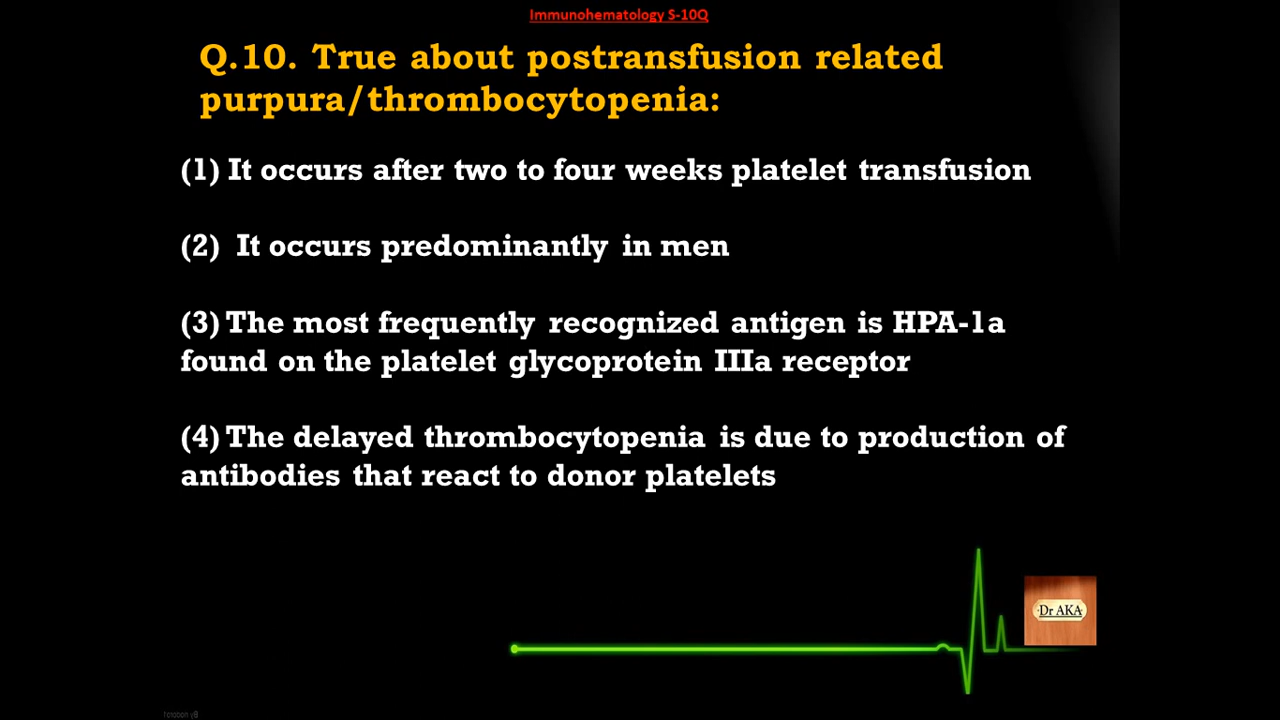 Immunohematology S-10Q
Q.10. True about postransfusion related
purpura/thrombocytopenia:
(1) It occurs after two to four weeks platelet transfusion
(2) It occurs predominantly in men
(3) The most frequently recognized antigen is HPA-1a
found on the platelet glycoprotein IIIa receptor
(4) The delayed thrombocytopenia is due to production of
antibodies that react to donor platelets
Dr AKA